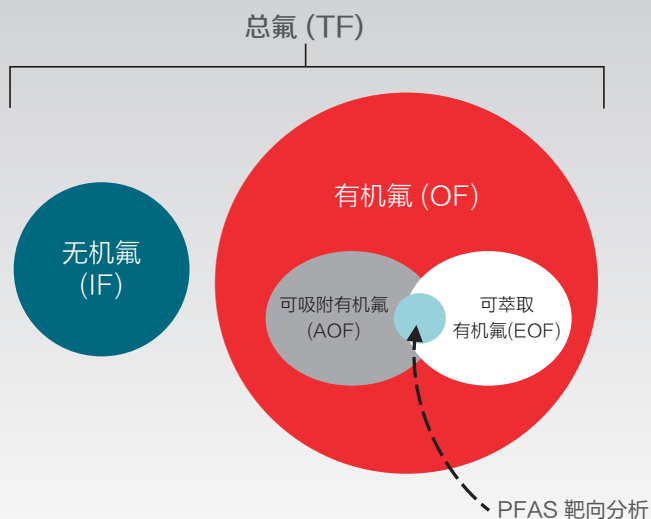 总氟 (TF)
有机氟 (OF)
无机氟
(IF)
可吸附有机氟
(AOF)
可萃取
有机氟(EOF)
PFAS 靶向分析